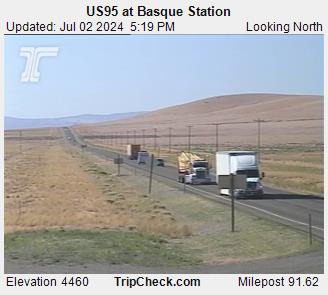 US95 at Basque Station
Updated: Jul 02 2024 5:19 PM Looking North
Elevation 4460 TripCheck.com Milepost 91.62